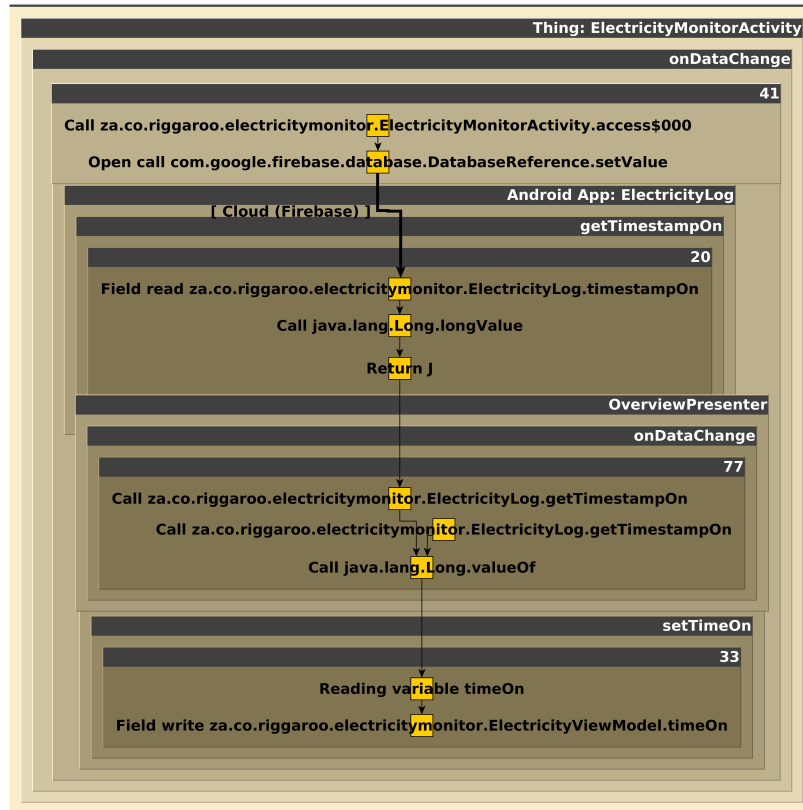 Thing: ElectricityMonitorActivity
onDataChange
41
Call za.co.riggaroo.electricitymonitor.ElectricityMonitorActivity.access$000
Open call com.google.firebase.database.DatabaseReference.setValue
Android App: ElectricityLog
[ Cloud (Firebase) ]
getTimestampOn
20
Field read za.co.riggaroo.electricitymonitor.ElectricityLog.timestampOn
Call java.lang.Long.longValue
Return J
OverviewPresenter
onDataChange
77
Call za.co.riggaroo.electricitymonitor.ElectricityLog.getTimestampOn
Call za.co.riggaroo.electricitymonitor.ElectricityLog.getTimestampOn
Call java.lang.Long.valueOf
setTimeOn
33
Reading variable timeOn
Field write za.co.riggaroo.electricitymonitor.ElectricityViewModel.timeOn